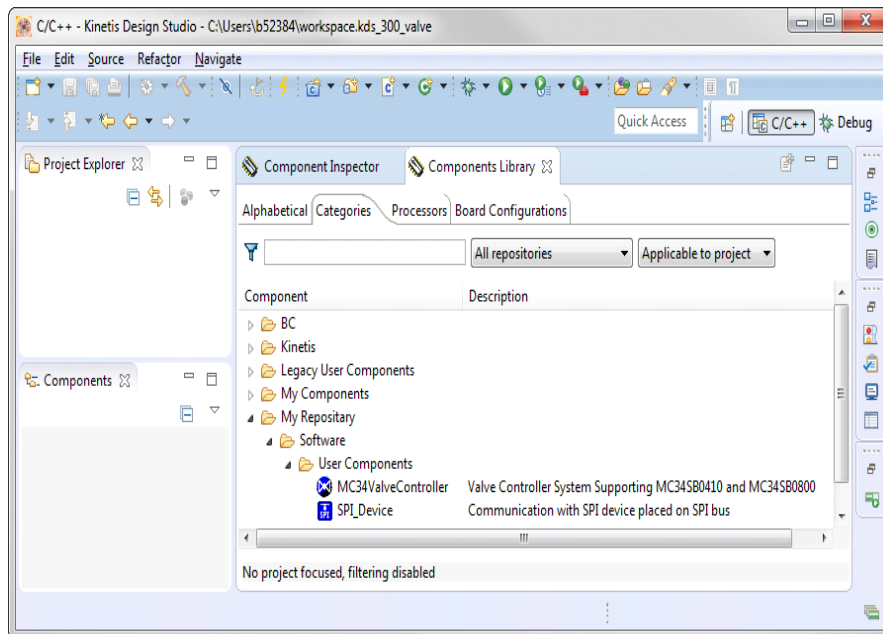 C/C++ - Kinetis Design Studio - C:\Users\b52384\workspace.kds_300_valve
File Edit Source Refactor Navigate
Quick Access C/C++ Debug
Project Explorer
Component Inspector Components Library
Alphabetical Categories Processors Board Configurations
All repositories Applicable to project
Component Description
BC
Kinetis
Legacy User Components
My Components
My Repositary
Software
User Components
MC34ValveController Valve Controller System Supporting MC34SB0410 and MC34SB0800
SPI SPI_Device Communication with SPI device placed on SPI bus
Components
No project focused, filtering disabled